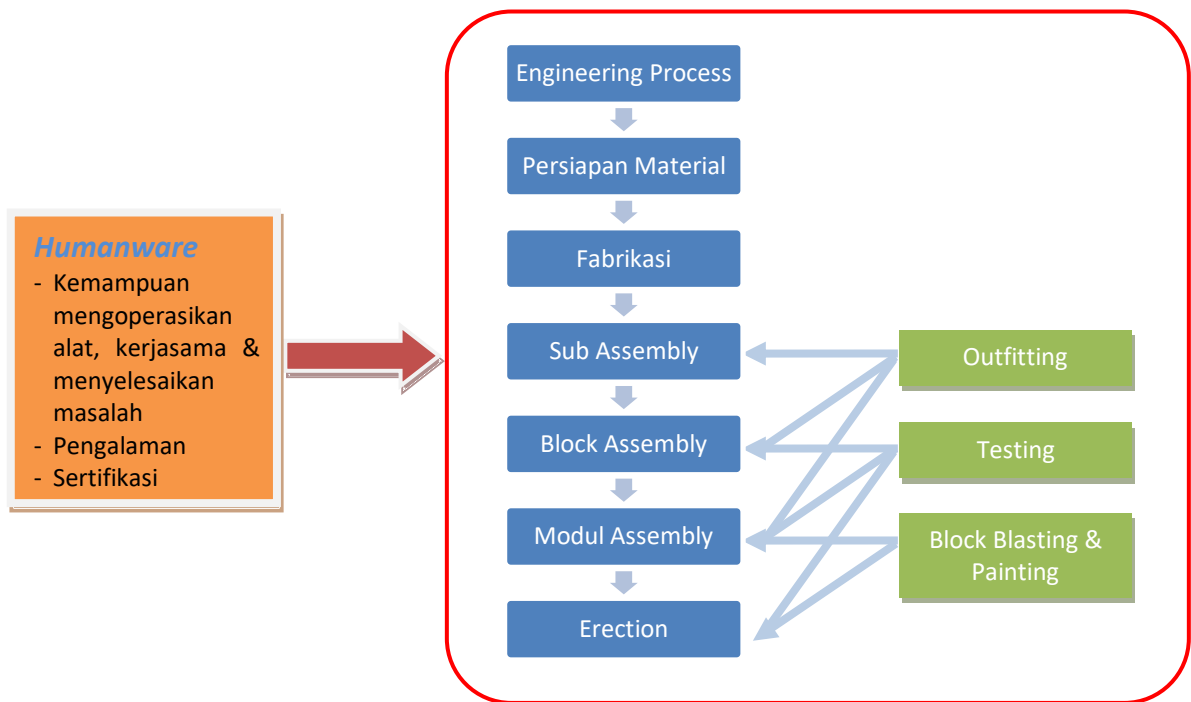 Engineering Process
Persiapan Material
Fabrikasi
Sub Assembly
Block Assembly
Modul Assembly
Erection
Humanware
- Kemampuan
mengoperasikan
alat, kerjasama &
menyelesaikan
masalah
- Pengalaman
- Sertifikasi
Outfitting
Testing
Block Blasting &
Painting